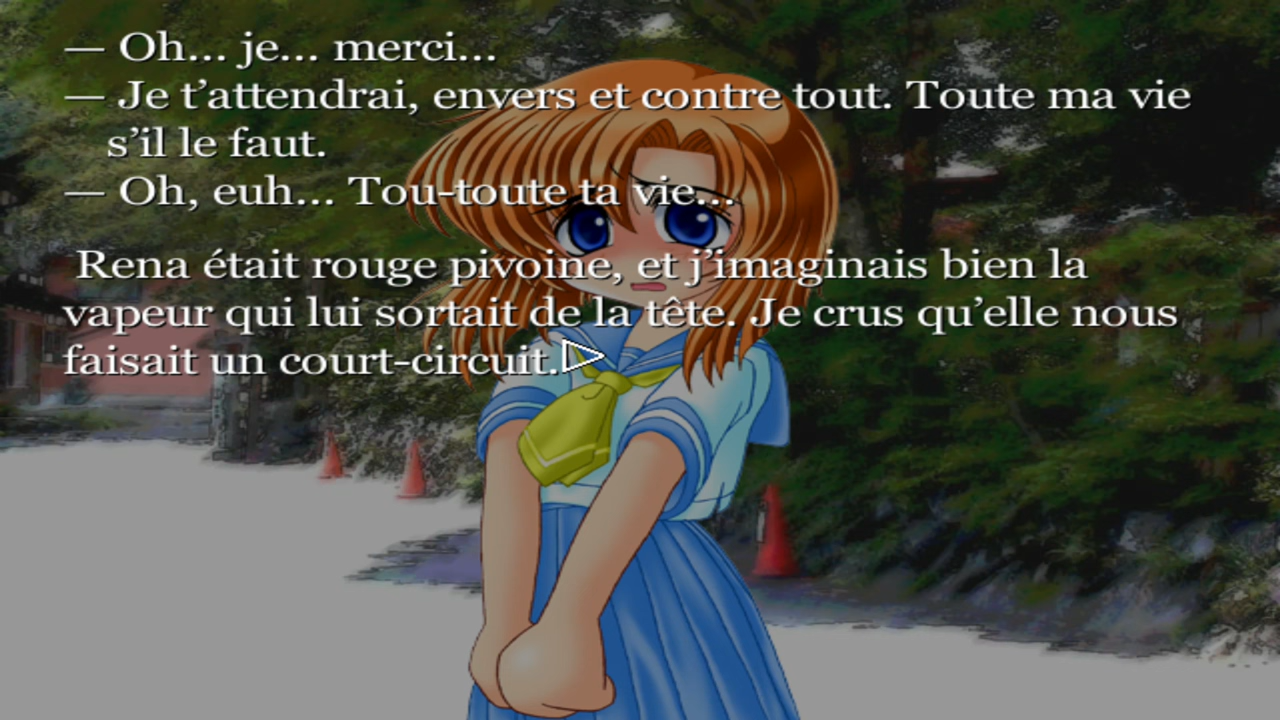 — Oh... je... merci...
— Je t’attendrai, envers et contre tout. Toute ma vie
s’il le faut.
— Oh, euh... Tou-toute ta vie...
Rena était rouge pivoine, et j’imaginais bien la
vapeur qui lui sortait de la tête. Je crus qu’elle nous
faisait un court-circuit.